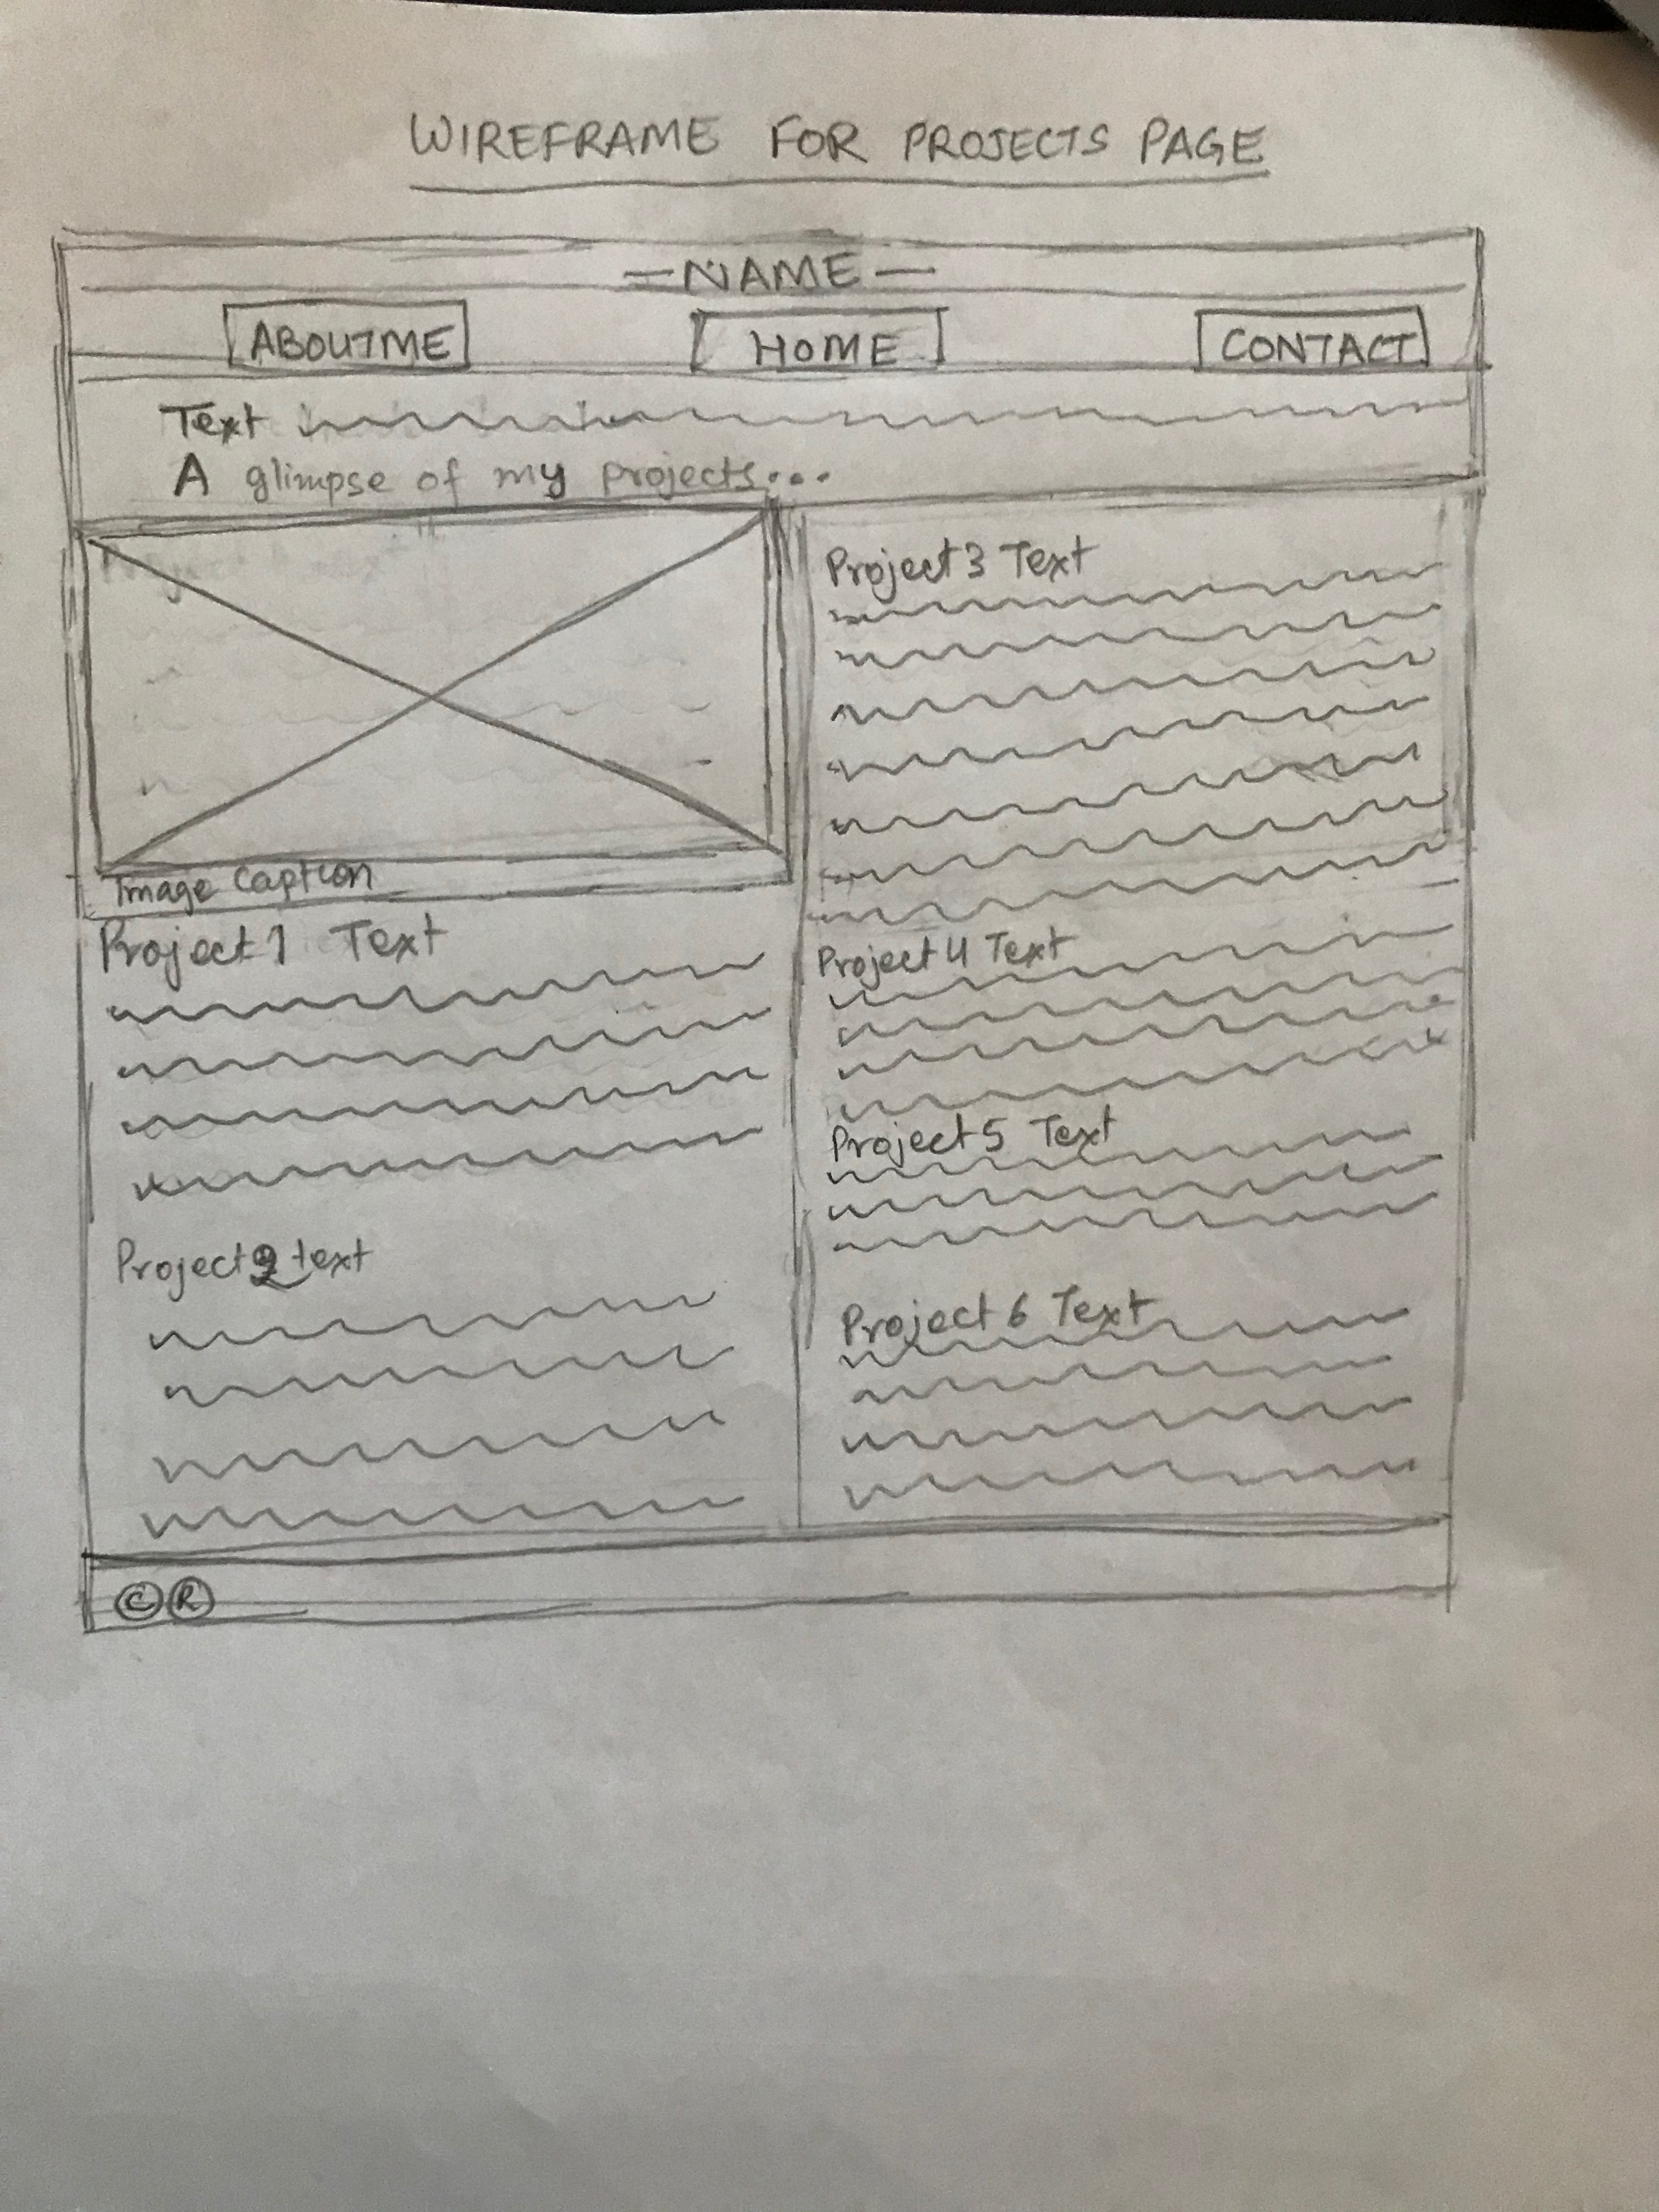 WIREFRAME FOR PROJECTS PAGE
—NAME—
ABOUTME HOME CONTACT
Text
A glimpse of my projects...
Image Caption
Project 1 Text
Project 2 text
Project 3 Text
Project 4 Text
Project 5 Text
Project 6 Text
© ®